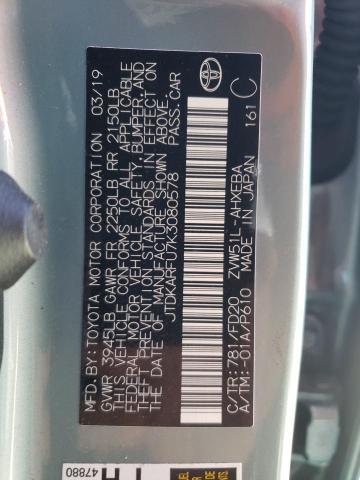 MFD. BY: TOYOTA MOTOR CORPORATION 03/19
GVWR 3945LB GAWR FR 2250LB RR 2150LB
THIS VEHICLE CONFORMS TO ALL APPLICABLE
FEDERAL MOTOR VEHICLE SAFETY, BUMPER, AND
THEFT PREVENTION STANDARDS IN EFFECT ON
THE DATE OF MANUFACTURE SHOWN ABOVE.
JTDKARFU7K3080578 PASS.CAR
C/TR:781/FD20 ZVW51L-AHXEBA
A/TM:-01A/P610 MADE IN JAPAN 161 C
47880